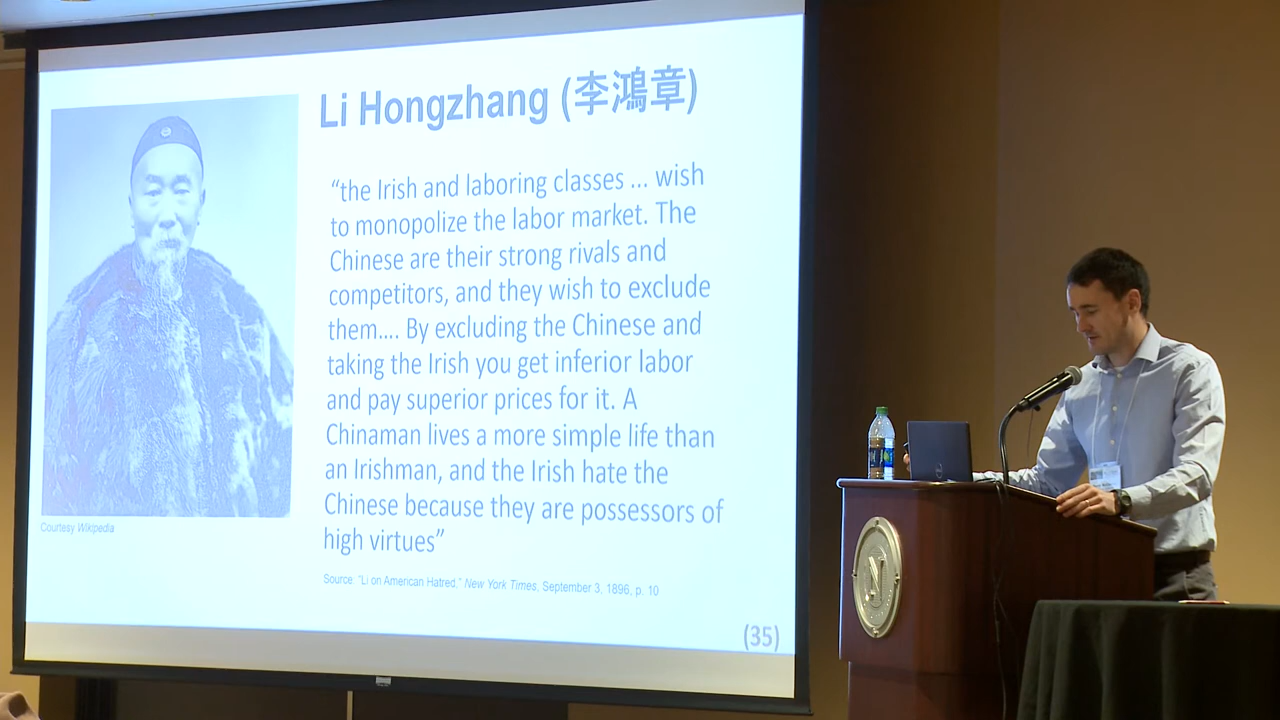 Li Hongzhang (李鴻章)
“the Irish and laboring classes ... wish
to monopolize the labor market. The
Chinese are their strong rivals and
competitors, and they wish to exclude
them.... By excluding the Chinese and
taking the Irish you get inferior labor
and pay superior prices for it. A
Chinaman lives a more simple life than
an Irishman, and the Irish hate the
Chinese because they are possessors of
high virtues”
Courtesy Wikipedia
Source: “Li on American Hatred,” New York Times, September 3, 1896, p. 10
(35)
N